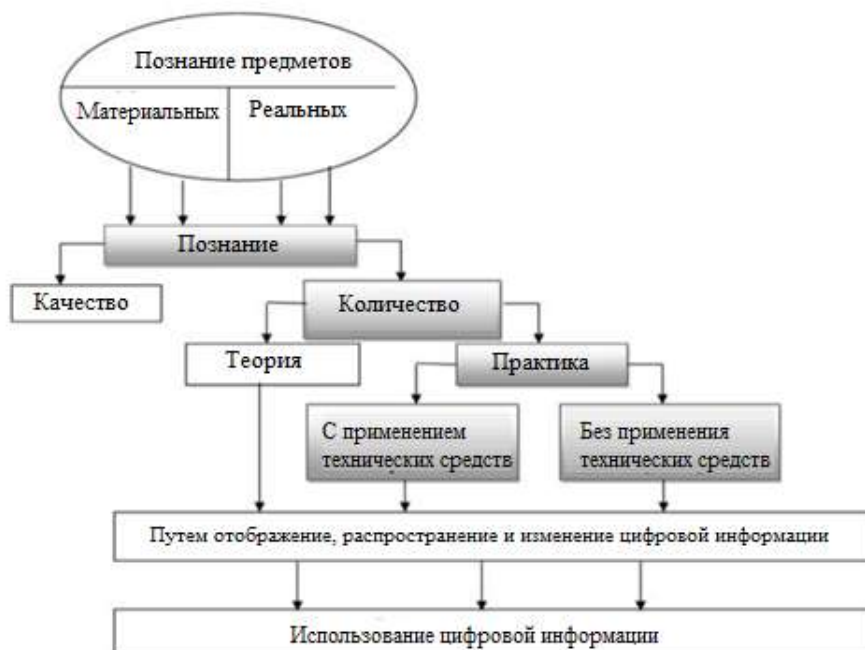 Познание предметов
Материальных
Реальных
Познание
Качество
Количество
Теория
Практика
С применением
технических средств
Без применения
технических средств
Путем отображение, распространение и изменение цифровой информации
Использование цифровой информации